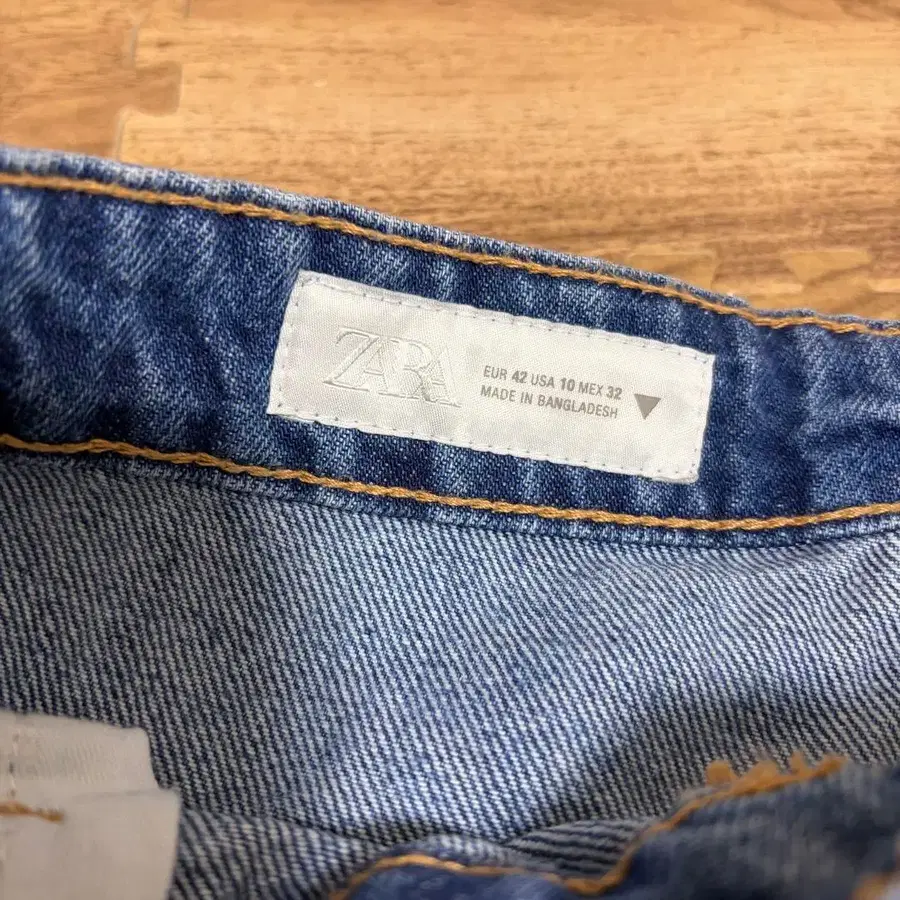 ZARA
EUR 42 USA 10 MEX 32
MADE IN BANGLADESH